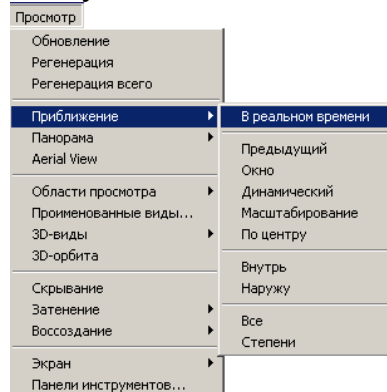 Просмотр
Обновление
Регенерация
Регенерация всего
Приближение
Панорама
Aerial View
Области просмотра
Проименованные виды...
3D-виды
3D-орбита
Скрывание
Затенение
Воссоздание
Экран
Панели инструментов...
В реальном времени
Предыдущий
Окно
Динамический
Масштабирование
По центру
Внутрь
Наружу
Все
Степени